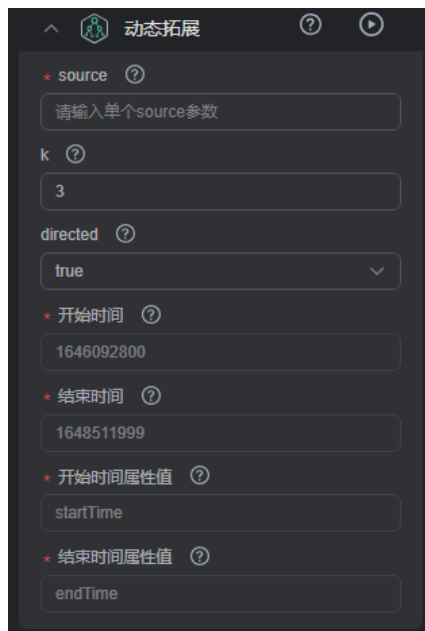 动态拓展
* source
请输入单个source参数
k
3
directed
true
* 开始时间
1646092800
* 结束时间
1648511999
* 开始时间属性值
startTime
* 结束时间属性值
endTime